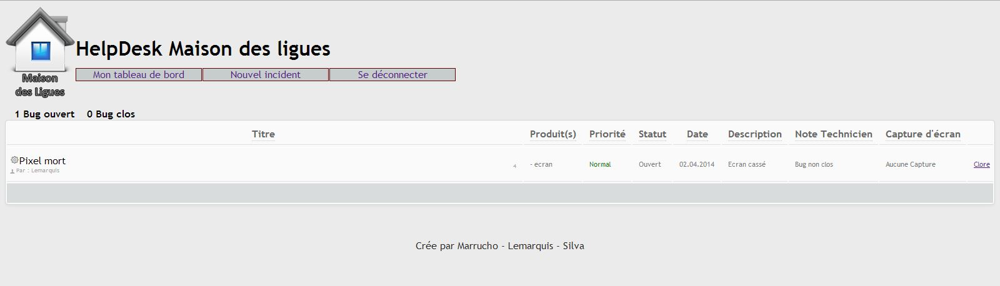 HelpDesk Maison des ligues
Mon tableau de bord Nouvel incident Se déconnecter
Maison
des Ligues
1 Bug ouvert 0 Bug clos
Titre Produit(s) Priorité Statut Date Description Note Technicien Capture d'écran
Pixel mort
Par : Lemarquis 4 - ecran Normal Ouvert 02.04.2014 Ecran cassé Bug non clos Aucune Capture Clore
Crée par Marrucho - Lemarquis - Silva